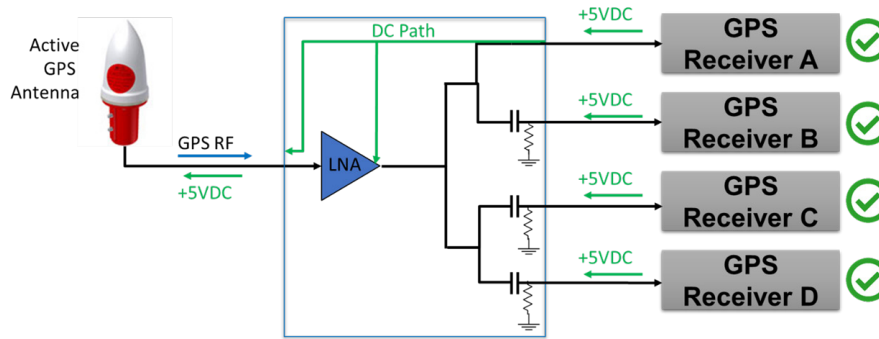 Active
GPS
Antenna
GPS RF
+5VDC
DC Path
LNA
+5VDC
GPS
Receiver A
+5VDC
GPS
Receiver B
+5VDC
GPS
Receiver C
+5VDC
GPS
Receiver D